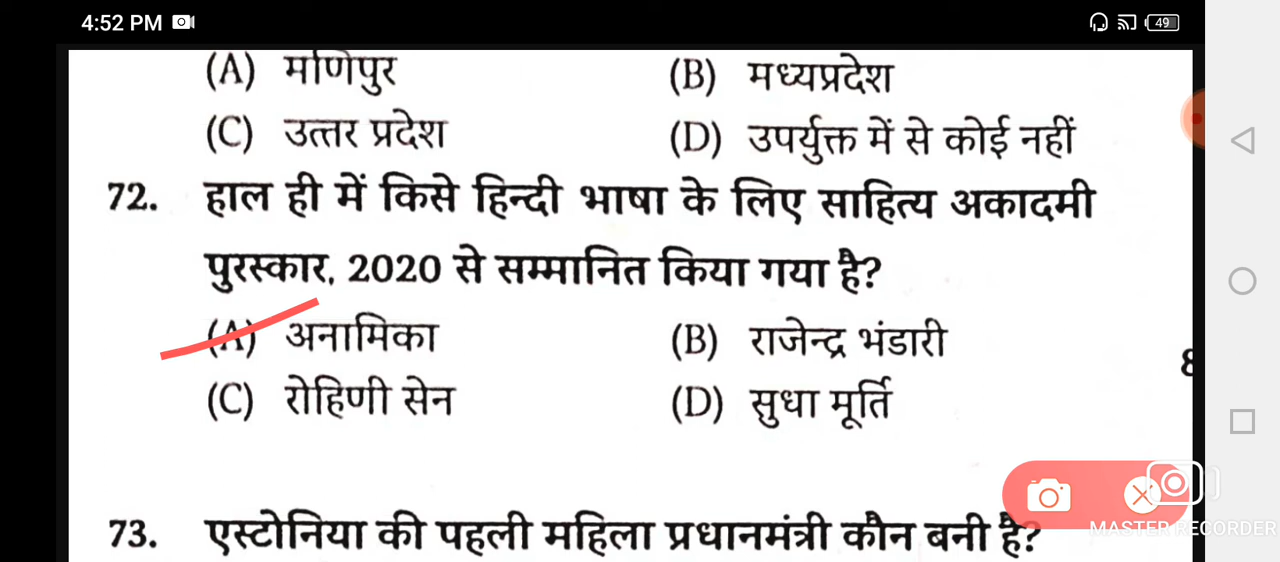 4:52 PM
49
(A) मणिपुर (B) मध्यप्रदेश
(C) उत्तर प्रदेश (D) उपर्युक्त में से कोई नहीं
72. हाल ही में किसे हिन्दी भाषा के लिए साहित्य अकादमी
पुरस्कार, 2020 से सम्मानित किया गया है?
(A) अनामिका (B) राजेन्द्र भंडारी
(C) रोहिणी सेन (D) सुधा मूर्ति
73. एस्टोनिया की पहली महिला प्रधानमंत्री कौन बनी है?
MASTER RECORDER